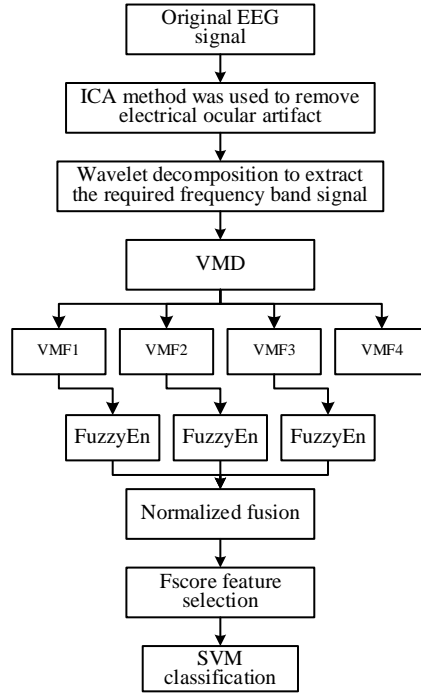 Original EEG
signal
ICA method was used to remove
electrical ocular artifact
Wavelet decomposition to extract
the required frequency band signal
VMD
VMF1
VMF2
VMF3
VMF4
FuzzyEn
FuzzyEn
FuzzyEn
Normalized fusion
Fscore feature
selection
SVM
classification